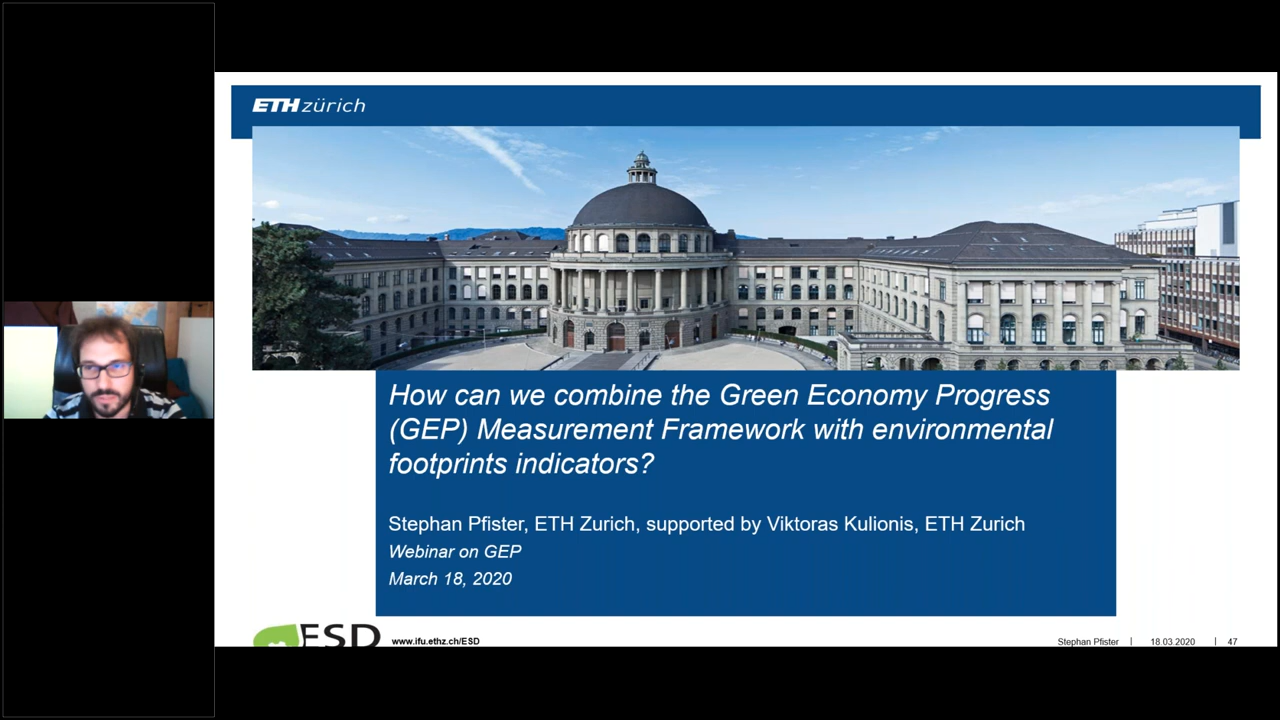 ETH zürich
How can we combine the Green Economy Progress
(GEP) Measurement Framework with environmental
footprints indicators?
Stephan Pfister, ETH Zurich, supported by Viktoras Kulionis, ETH Zurich
Webinar on GEP
March 18, 2020
ESD
www.ifu.ethz.ch/ESD
Stephan Pfister | 18.03.2020 | 47